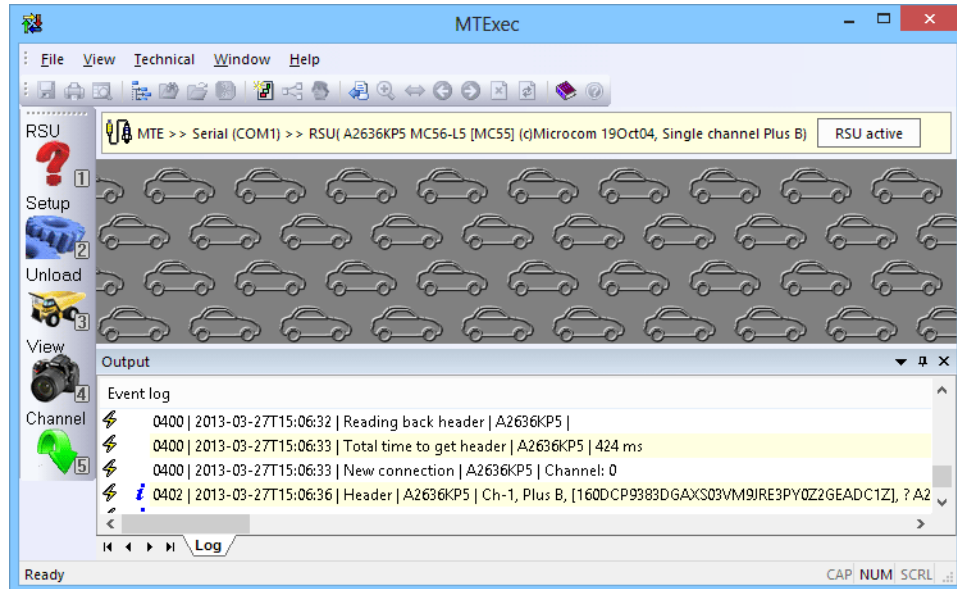 MTExec
File View Technical Window Help
RSU
1
MTE >> Serial (COM1) >> RSU( A2636KP5 MC56-L5 [MC55] (c)Microcom 19Oct04, Single channel Plus B) RSU active
Setup
2
Unload
3
View
4
Channel
5
Output
Event log
0400 | 2013-03-27T15:06:32 | Reading back header | A2636KP5 |
0400 | 2013-03-27T15:06:33 | Total time to get header | A2636KP5 | 424 ms
0400 | 2013-03-27T15:06:33 | New connection | A2636KP5 | Channel: 0
0402 | 2013-03-27T15:06:36 | Header | A2636KP5 | Ch-1, Plus B, [160DCP9383DGAXS03VM9JRE3PY0Z2GEADC1Z], ? A2
Log
Ready CAP NUM SCRL